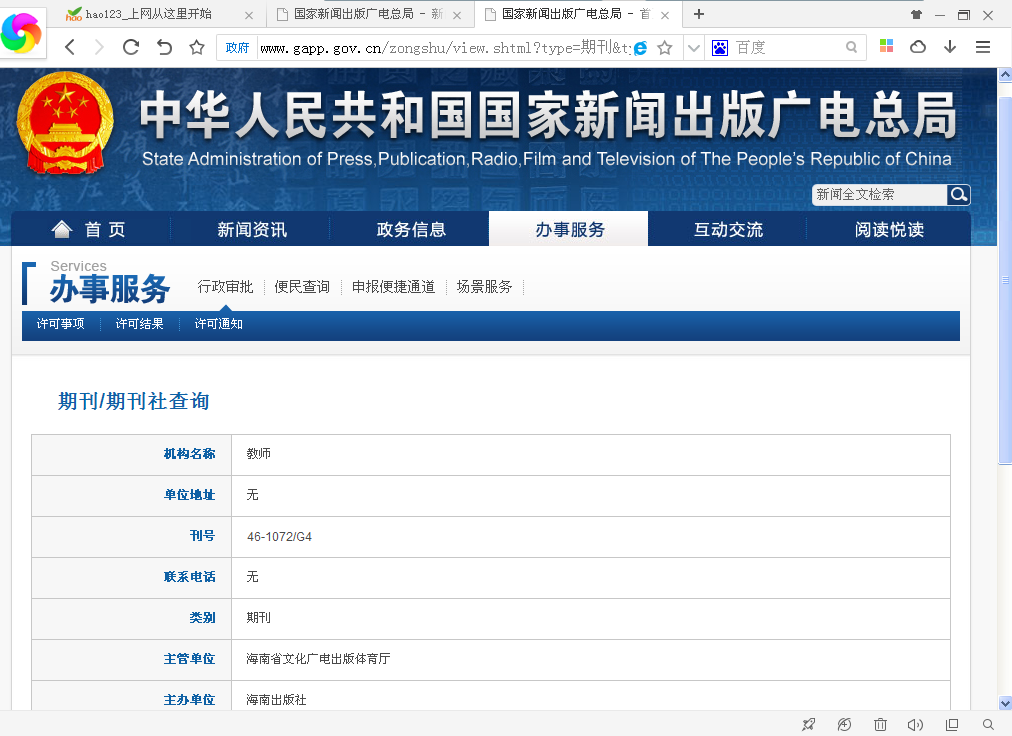 hao123_上网从这里开始
国家新闻出版广电总局 - 新
国家新闻出版广电总局 - 首
政府 www.gapp.gov.cn/zongshu/view.shtml?type=期刊&t 百度
中华人民共和国国家新闻出版广电总局
State Administration of Press,Publication,Radio,Film and Television of The People's Republic of China
新闻全文检索
首 页 新闻资讯 政务信息 办事服务 互动交流 阅读悦读
Services
办事服务 行政审批 便民查询 申报便捷通道 场景服务
许可事项 许可结果 许可通知
期刊/期刊社查询
机构名称 教师
单位地址 无
刊号 46-1072/G4
联系电话 无
类别 期刊
主管单位 海南省文化广电出版体育厅
主办单位 海南出版社